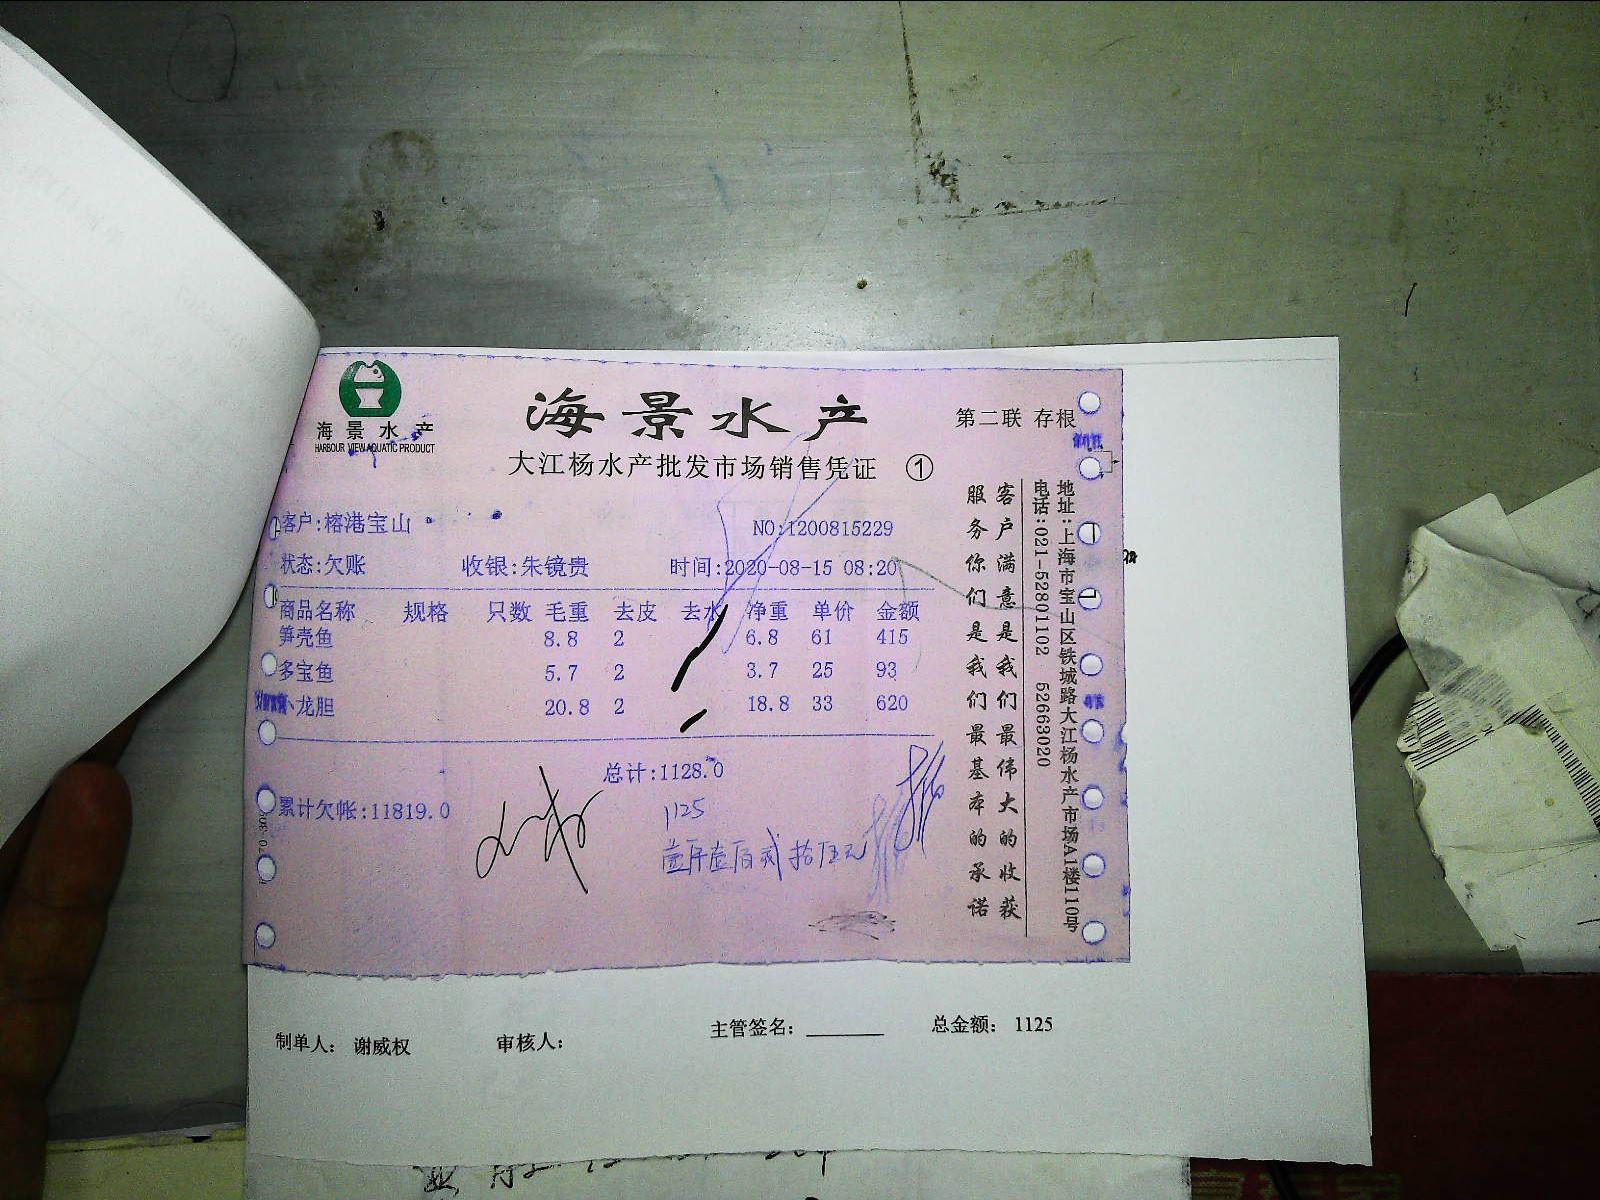 海景水产
HARBOUR VIEW AQUATIC PRODUCT
海景水产
第二联 存根
大江杨水产批发市场销售凭证 ①
客户:榕港宝山
NO:1200815229
状态:欠账 收银:朱镜贵 时间:2020-08-15 08:20
商品名称 规格 只数 毛重 去皮 去水 净重 单价 金额
笋壳鱼 8.8 2 6.8 61 415
多宝鱼 5.7 2 3.7 25 93
小龙胆 20.8 2 18.8 33 620
总计:1128.0
累计欠帐:11819.0
1125
壹仟壹佰贰拾伍元
客户满意是我们最伟大的收获
服务你们是我们最基本的承诺
地址:上海市宝山区铁城路大江杨水产市场A1楼110号
电话:021-52801102 52663020
制单人: 谢威权 审核人: 主管签名: 总金额: 1125